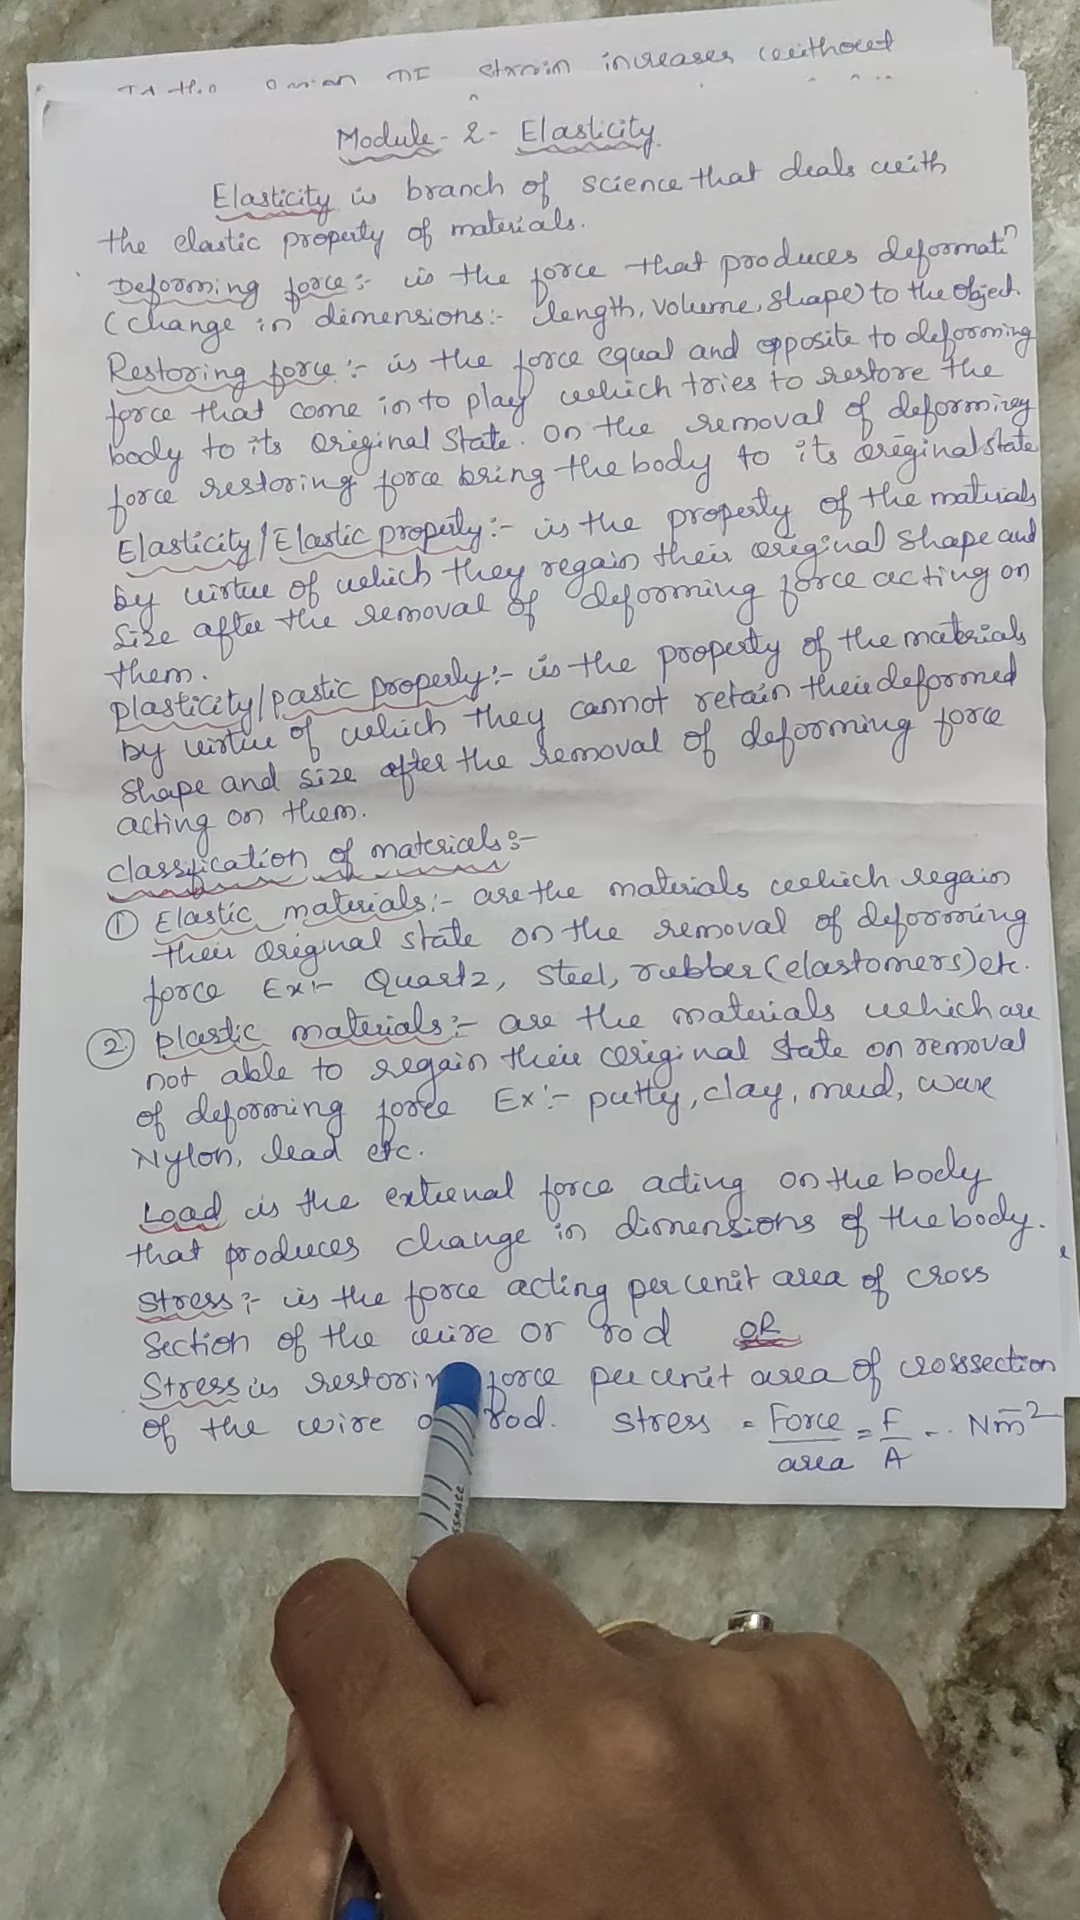 strain increases without
Module - 2 - Elasticity
Elasticity is branch of science that deals with
the elastic property of materials.
Deforming force :- is the force that produces deformatiⁿ
(change in dimensions:- length, volume, shape) to the object.
Restoring force :- is the force equal and opposite to deforming
force that come in to play which tries to restore the
body to its original state. On the removal of deforming
force restoring force bring the body to its original state
Elasticity/Elastic property :- is the property of the materials
by virtue of which they regain their original shape and
size after the removal of deforming force acting on
them.
Plasticity/pastic property :- is the property of the materials
by virtue of which they cannot retain their deformed
shape and size after the removal of deforming force
acting on them.
Classification of materials :-
① Elastic materials :- are the materials which regain
their original state on the removal of deforming
force Ex:- Quartz, Steel, rubber (elastomers) etc.
② Plastic materials :- are the materials which are
not able to regain their original state on removal
of deforming force Ex:- putty, clay, mud, wax
Nylon, lead etc.
Load is the external force acting on the body
that produces change in dimensions of the body.
Stress :- is the force acting per unit area of cross
section of the wire or rod OR
Stress is force per unit area of crosssection
of the wire rod. Stress = Force/area = F/A -- Nm⁻²
SSMATE